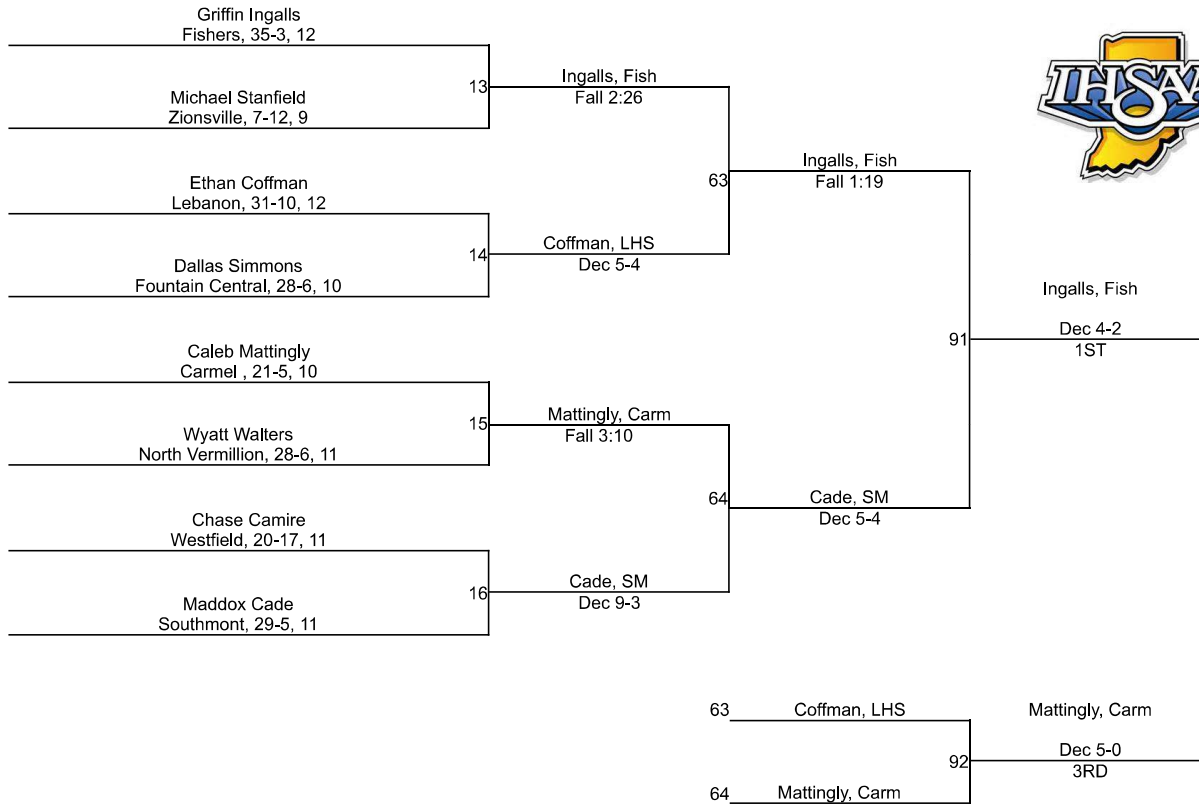 Griffin Ingalls
Fishers, 35-3, 12
Michael Stanfield
Zionsville, 7-12, 9
13
Ingalls, Fish
Fall 2:26
Ethan Coffman
Lebanon, 31-10, 12
Dallas Simmons
Fountain Central, 28-6, 10
14
Coffman, LHS
Dec 5-4
63
Ingalls, Fish
Fall 1:19
Caleb Mattingly
Carmel , 21-5, 10
Wyatt Walters
North Vermillion, 28-6, 11
15
Mattingly, Carm
Fall 3:10
Chase Camire
Westfield, 20-17, 11
Maddox Cade
Southmont, 29-5, 11
16
Cade, SM
Dec 9-3
64
Cade, SM
Dec 5-4
91
Ingalls, Fish
Dec 4-2
1ST
63
Coffman, LHS
64
Mattingly, Carm
92
Mattingly, Carm
Dec 5-0
3RD
IHSAA